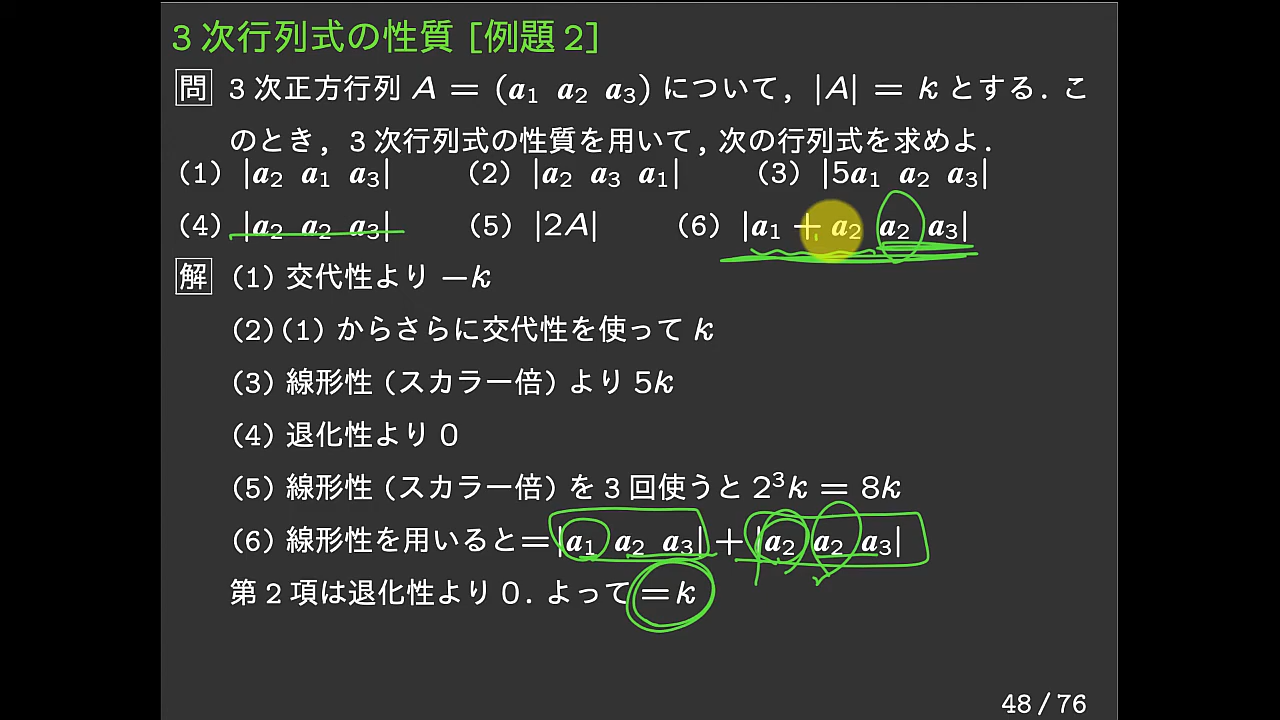 3 次行列式の性質 [例題 2]
問 3 次正方行列 A = (a₁ a₂ a₃) について, |A| = k とする. こ
のとき, 3 次行列式の性質を用いて, 次の行列式を求めよ.
(1) |a₂ a₁ a₃| (2) |a₂ a₃ a₁| (3) |5a₁ a₂ a₃|
(4) |a₂ a₂ a₃| (5) |2A| (6) |a₁ + a₂ a₂ a₃|
解 (1) 交代性より −k
(2) (1) からさらに交代性を使って k
(3) 線形性 (スカラー倍) より 5k
(4) 退化性より 0
(5) 線形性 (スカラー倍) を 3 回使うと 2³k = 8k
(6) 線形性を用いると = |a₁ a₂ a₃| + |a₂ a₂ a₃|
第 2 項は退化性より 0. よって = k
48 / 76